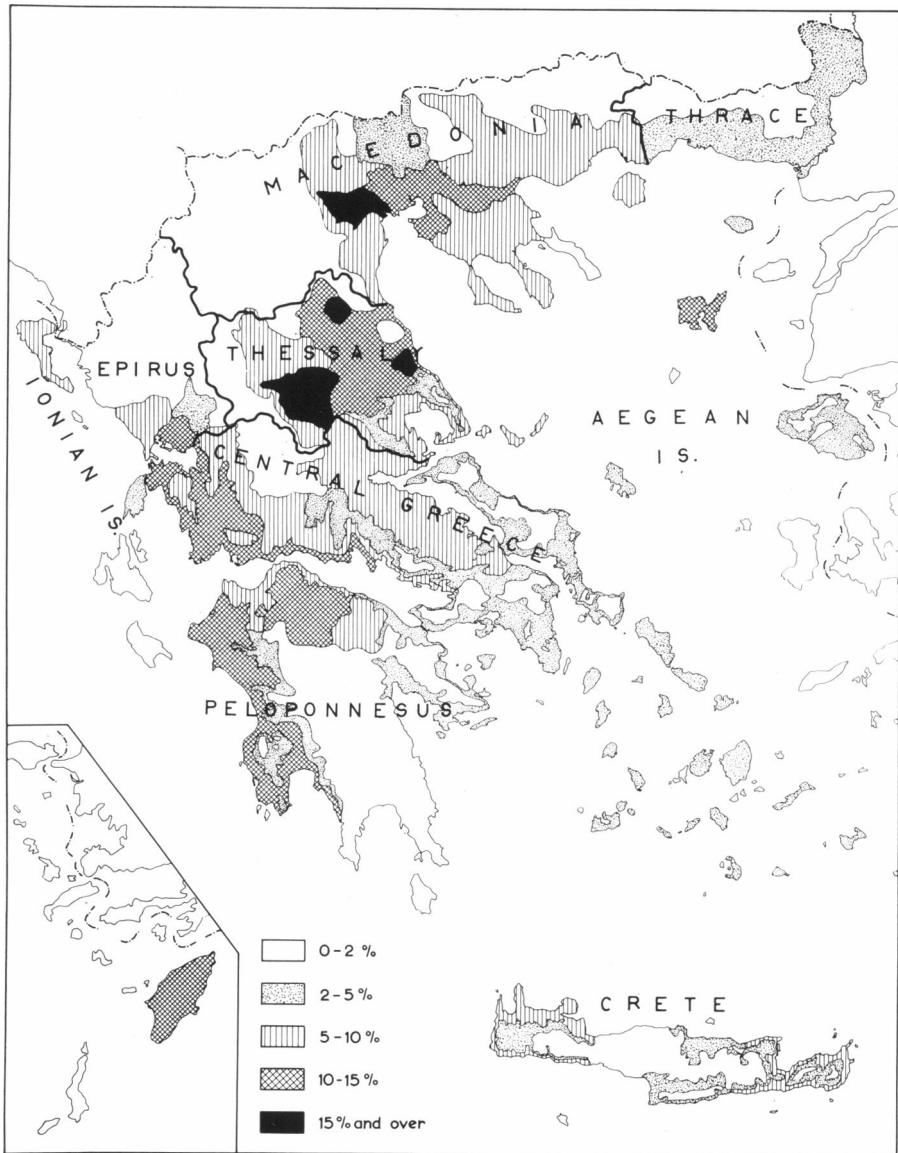 THRACE
MACEDONIA
THESSALY
EPIRUS
IONIAN IS.
AEGEAN
IS.
CENTRAL GREECE
PELOPONNESUS
CRETE
0-2 %
2-5 %
5-10 %
10-15 %
15% and over